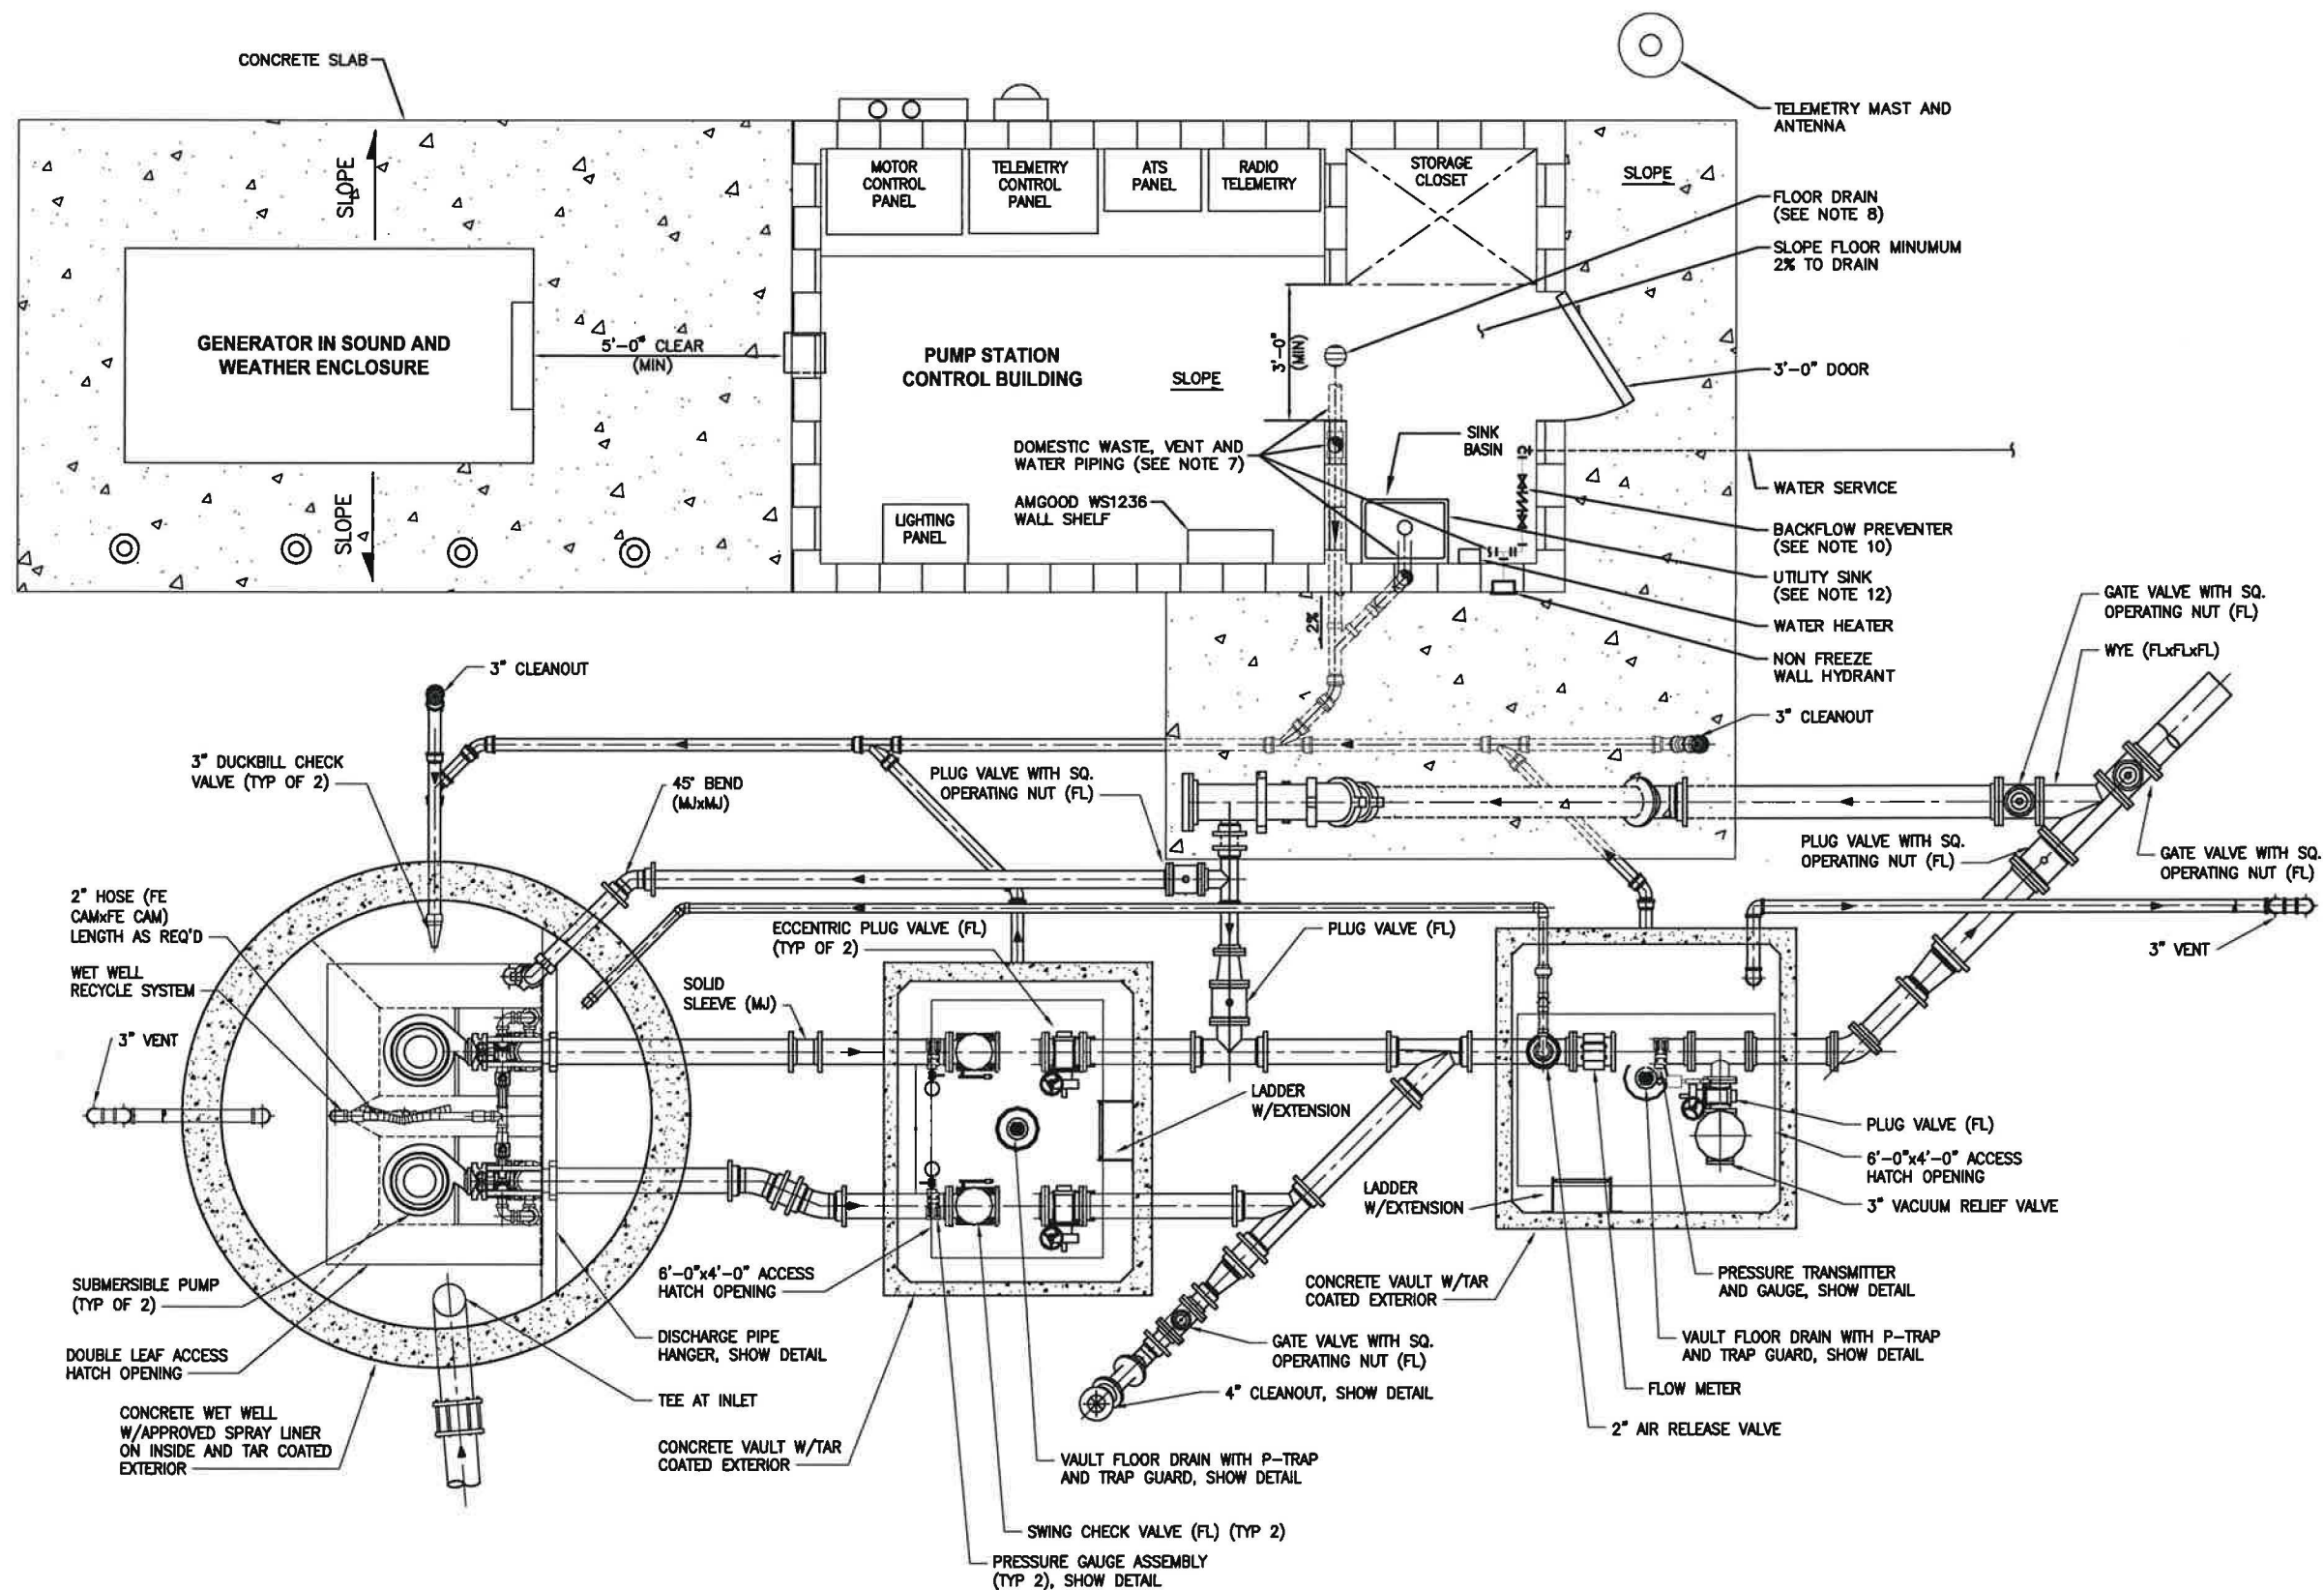 CONCRETE SLAB
TELEMETRY MAST AND
ANTENNA
SLOPE
MOTOR
CONTROL
PANEL
TELEMETRY
CONTROL
PANEL
ATS
PANEL
RADIO
TELEMETRY
STORAGE
CLOSET
SLOPE
FLOOR DRAIN
(SEE NOTE 8)
SLOPE FLOOR MINUMUM
2% TO DRAIN
GENERATOR IN SOUND AND
WEATHER ENCLOSURE
5'-0" CLEAR
(MIN)
PUMP STATION
CONTROL BUILDING
SLOPE
3'-0"
(MIN)
3'-0" DOOR
DOMESTIC WASTE, VENT AND
WATER PIPING (SEE NOTE 7)
SINK
BASIN
WATER SERVICE
AMGOOD WS1236
WALL SHELF
LIGHTING
PANEL
SLOPE
BACKFLOW PREVENTER
(SEE NOTE 10)
UTILITY SINK
(SEE NOTE 12)
2%
WATER HEATER
NON FREEZE
WALL HYDRANT
GATE VALVE WITH SQ.
OPERATING NUT (FL)
WYE (FLxFLxFL)
3" CLEANOUT
3" CLEANOUT
3" DUCKBILL CHECK
VALVE (TYP OF 2)
45° BEND
(MJxMJ)
PLUG VALVE WITH SQ.
OPERATING NUT (FL)
PLUG VALVE WITH SQ.
OPERATING NUT (FL)
GATE VALVE WITH SQ.
OPERATING NUT (FL)
2" HOSE (FE
CAMxFE CAM)
LENGTH AS REQ'D
ECCENTRIC PLUG VALVE (FL)
(TYP OF 2)
PLUG VALVE (FL)
3" VENT
WET WELL
RECYCLE SYSTEM
SOLID
SLEEVE (MJ)
3" VENT
LADDER
W/EXTENSION
PLUG VALVE (FL)
6'-0"x4'-0" ACCESS
HATCH OPENING
LADDER
W/EXTENSION
3" VACUUM RELIEF VALVE
SUBMERSIBLE PUMP
(TYP OF 2)
6'-0"x4'-0" ACCESS
HATCH OPENING
CONCRETE VAULT W/TAR
COATED EXTERIOR
PRESSURE TRANSMITTER
AND GAUGE, SHOW DETAIL
DOUBLE LEAF ACCESS
HATCH OPENING
DISCHARGE PIPE
HANGER, SHOW DETAIL
GATE VALVE WITH SQ.
OPERATING NUT (FL)
VAULT FLOOR DRAIN WITH P-TRAP
AND TRAP GUARD, SHOW DETAIL
TEE AT INLET
4" CLEANOUT, SHOW DETAIL
FLOW METER
CONCRETE WET WELL
W/APPROVED SPRAY LINER
ON INSIDE AND TAR COATED
EXTERIOR
CONCRETE VAULT W/TAR
COATED EXTERIOR
2" AIR RELEASE VALVE
VAULT FLOOR DRAIN WITH P-TRAP
AND TRAP GUARD, SHOW DETAIL
SWING CHECK VALVE (FL) (TYP 2)
PRESSURE GAUGE ASSEMBLY
(TYP 2), SHOW DETAIL